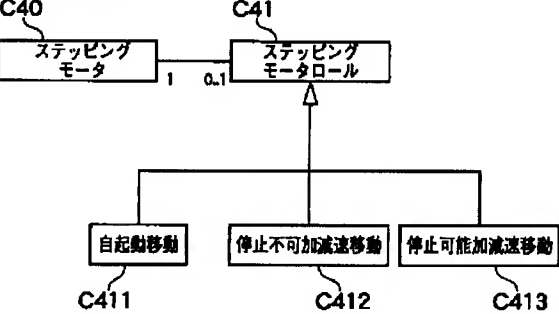 C40
C41
ステッピング
モータ
1
0..1
ステッピング
モータロール
自起動移動
停止不可加減速移動
停止可能加減速移動
C411
C412
C413